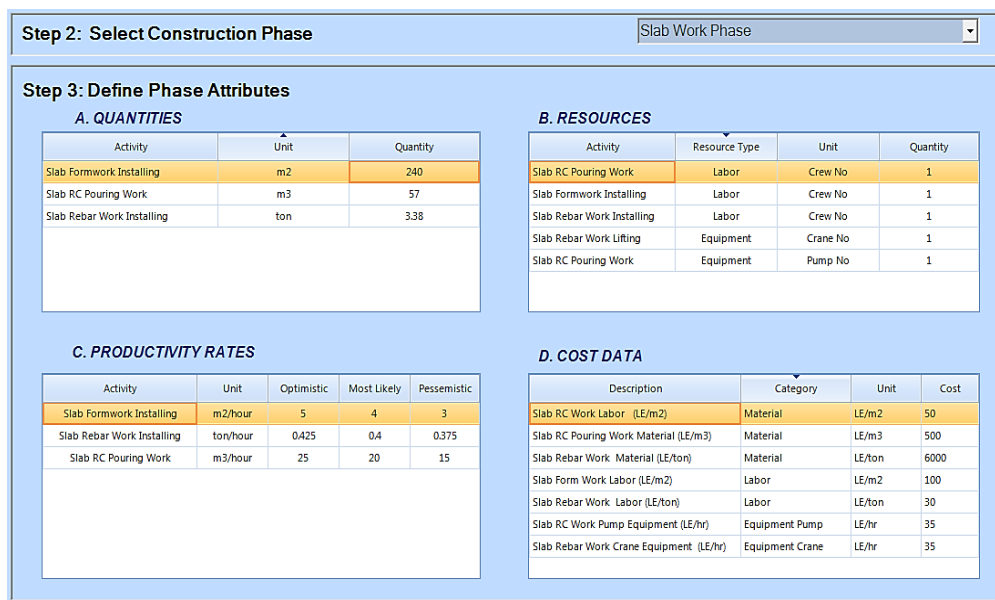 Step 2: Select Construction Phase
Slab Work Phase
Step 3: Define Phase Attributes
A. QUANTITIES
Activity Unit Quantity
Slab Formwork Installing m2 240
Slab RC Pouring Work m3 57
Slab Rebar Work Installing ton 3.38
B. RESOURCES
Activity Resource Type Unit Quantity
Slab RC Pouring Work Labor Crew No 1
Slab Formwork Installing Labor Crew No 1
Slab Rebar Work Installing Labor Crew No 1
Slab Rebar Work Lifting Equipment Crane No 1
Slab RC Pouring Work Equipment Pump No 1
C. PRODUCTIVITY RATES
Activity Unit Optimistic Most Likely Pessemistic
Slab Formwork Installing m2/hour 5 4 3
Slab Rebar Work Installing ton/hour 0.425 0.4 0.375
Slab RC Pouring Work m3/hour 25 20 15
D. COST DATA
Description Category Unit Cost
Slab RC Work Labor (LE/m2) Material LE/m2 50
Slab RC Pouring Work Material (LE/m3) Material LE/m3 500
Slab Rebar Work Material (LE/ton) Material LE/ton 6000
Slab Form Work Labor (LE/m2) Labor LE/m2 100
Slab Rebar Work Labor (LE/ton) Labor LE/ton 30
Slab RC Work Pump Equipment (LE/hr) Equipment Pump LE/hr 35
Slab Rebar Work Crane Equipment (LE/hr) Equipment Crane LE/hr 35